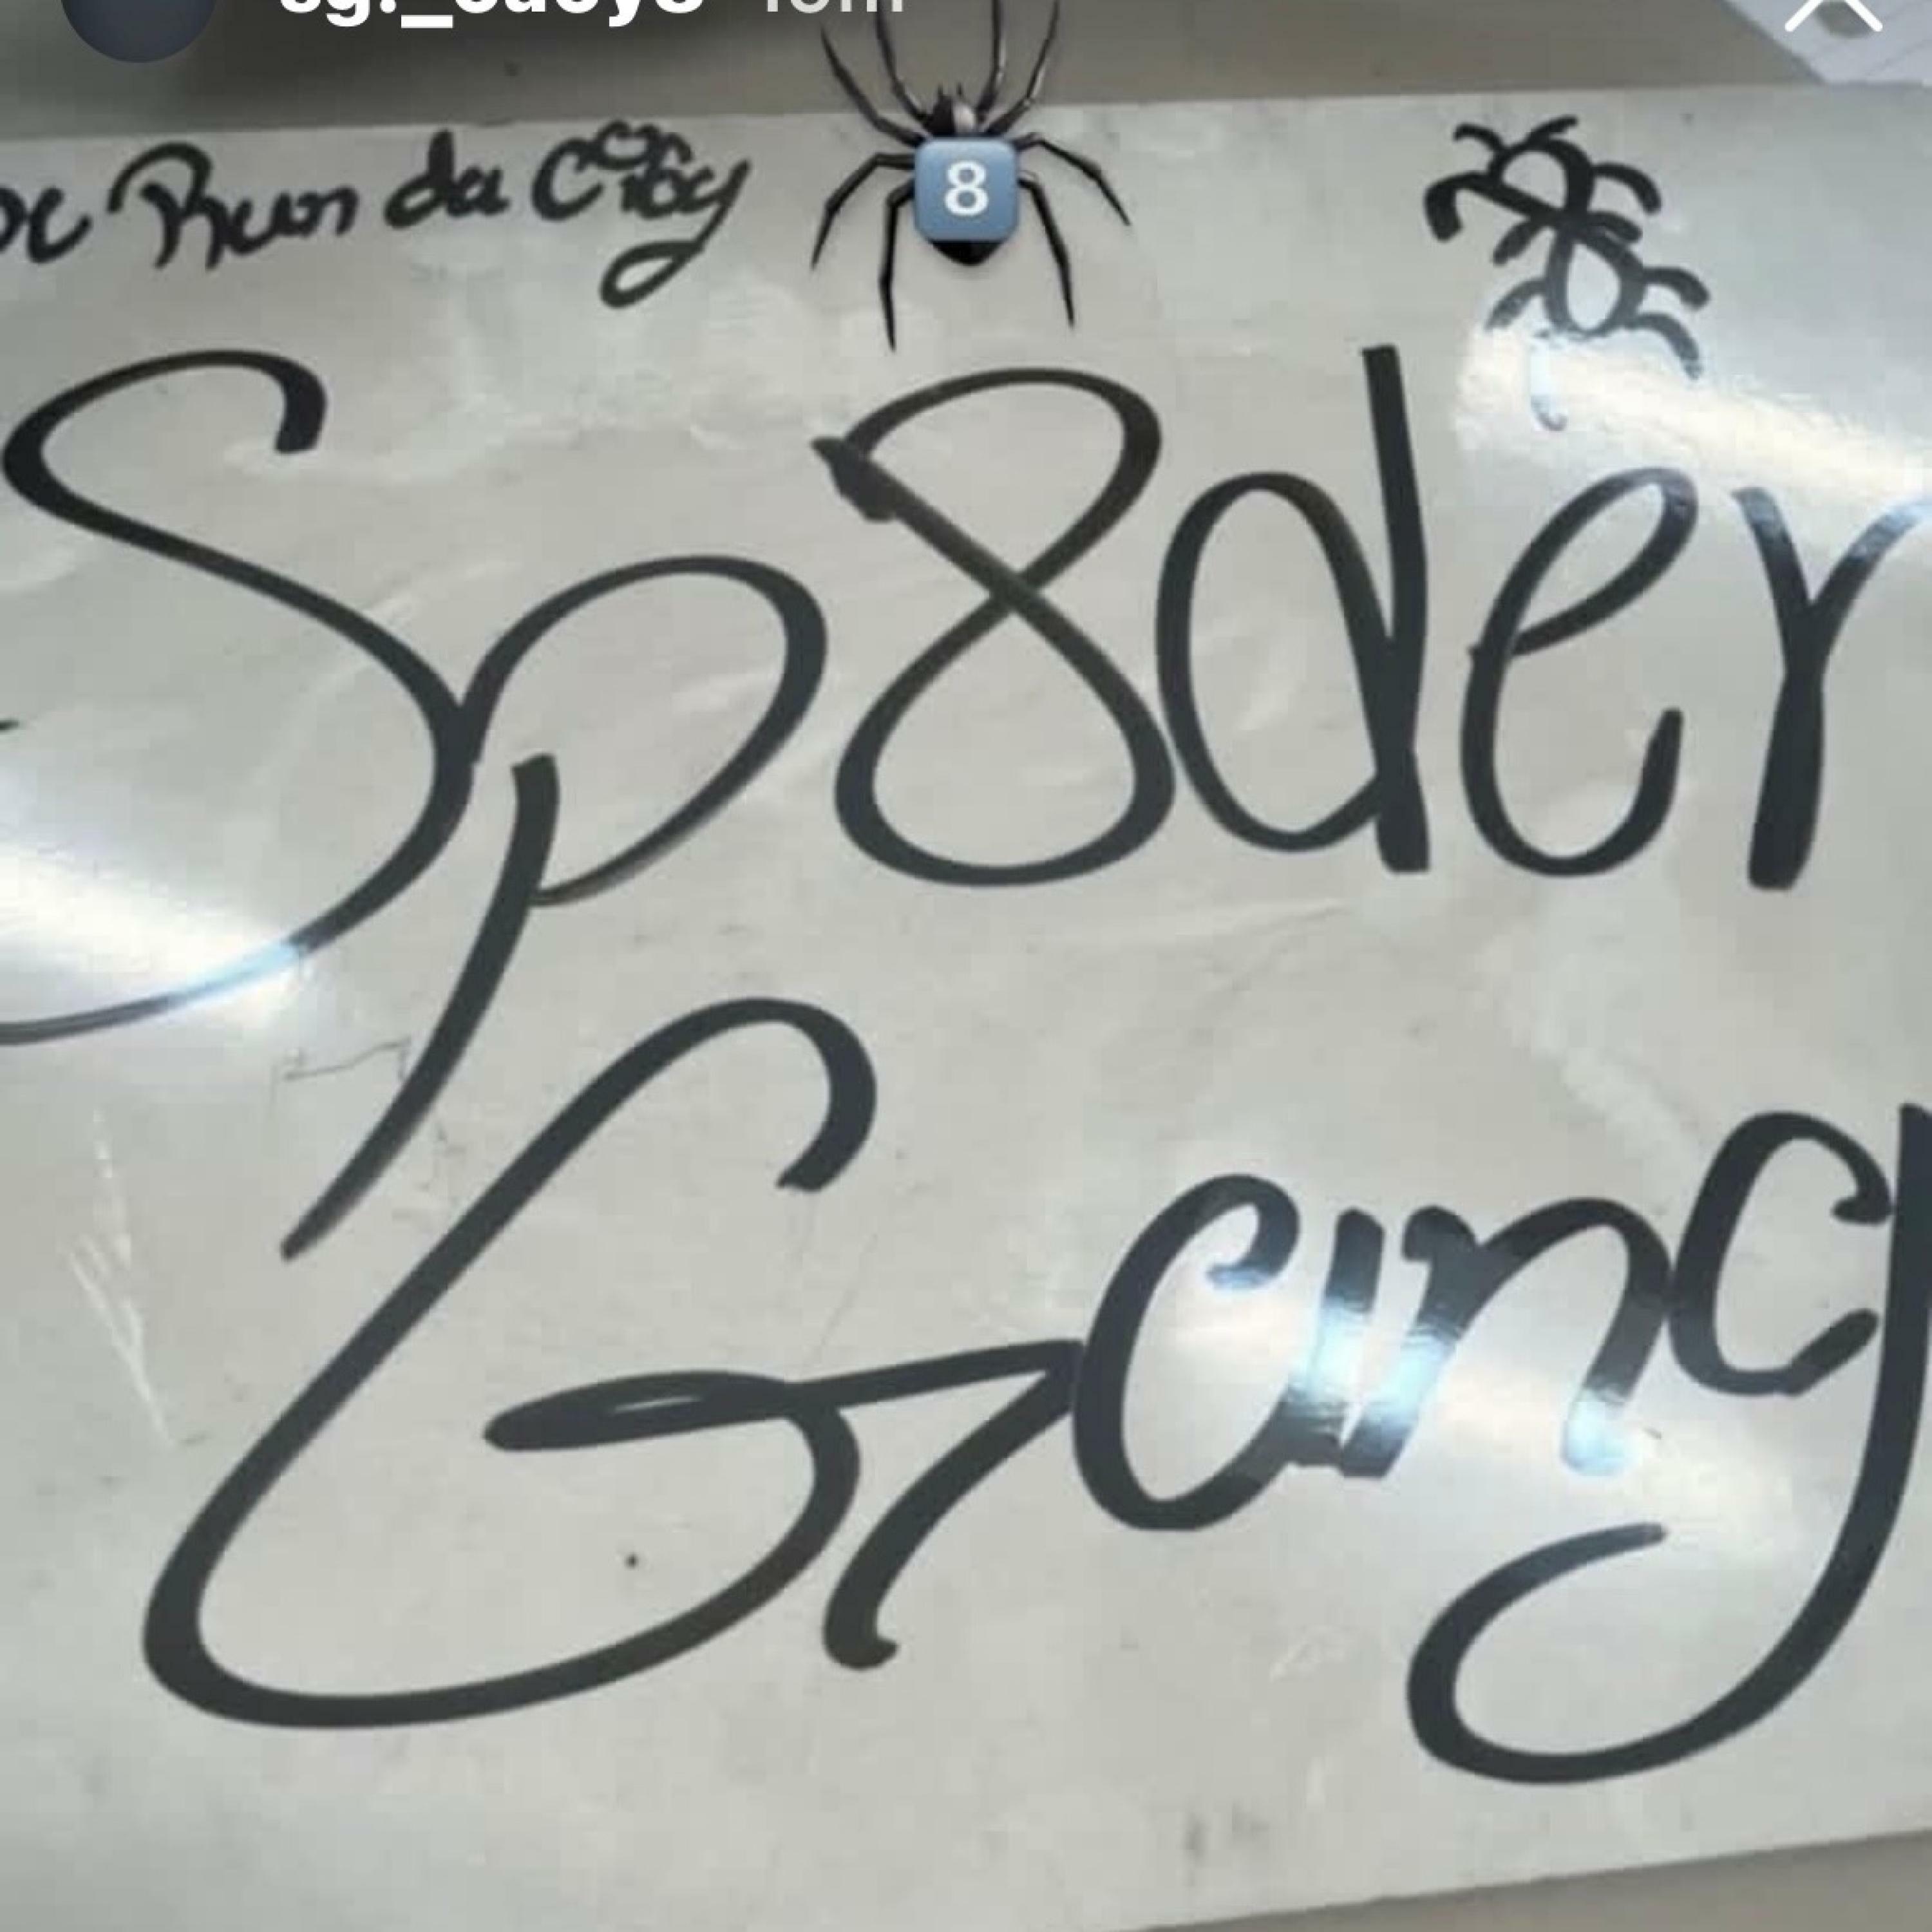 Run da City
8
Sp8der
Gang